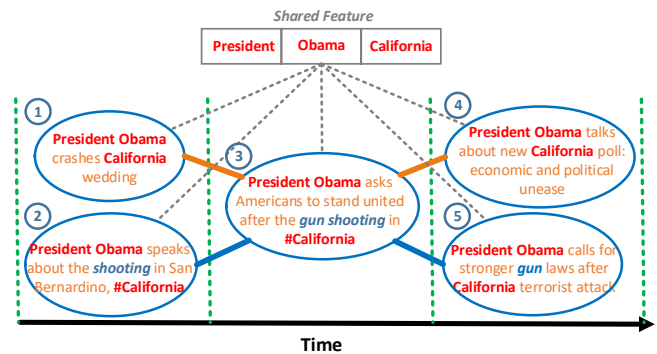 Shared Feature
President Obama California
1
President Obama
crashes California
wedding
2
President Obama speaks
about the shooting in San
Bernardino, #California
3
President Obama asks
Americans to stand united
after the gun shooting in
#California
4
President Obama talks
about new California poll:
economic and political
unease
5
President Obama calls for
stronger gun laws after
California terrorist attack
Time